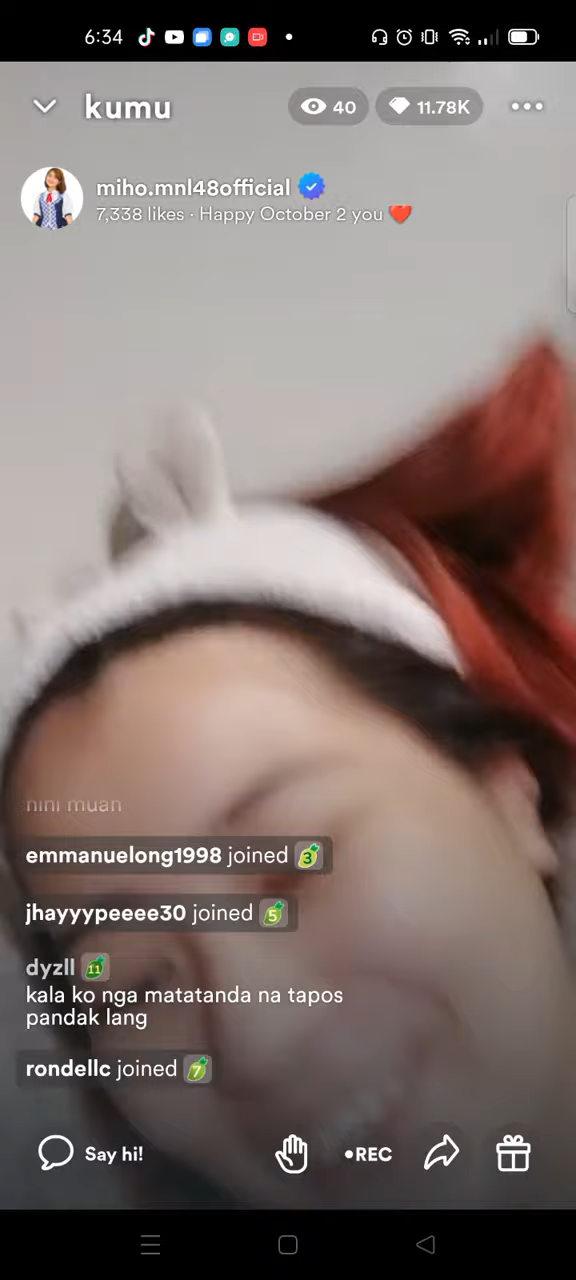 6:34
kumu
40
11.78K
miho.mnl48official
7,338 likes · Happy October 2 you ❤️
nini muan
emmanuelong1998 joined 3
jhayyypeeee30 joined 5
dyzll 11
kala ko nga matatanda na tapos
pandak lang
rondellc joined 7
Say hi!
•REC